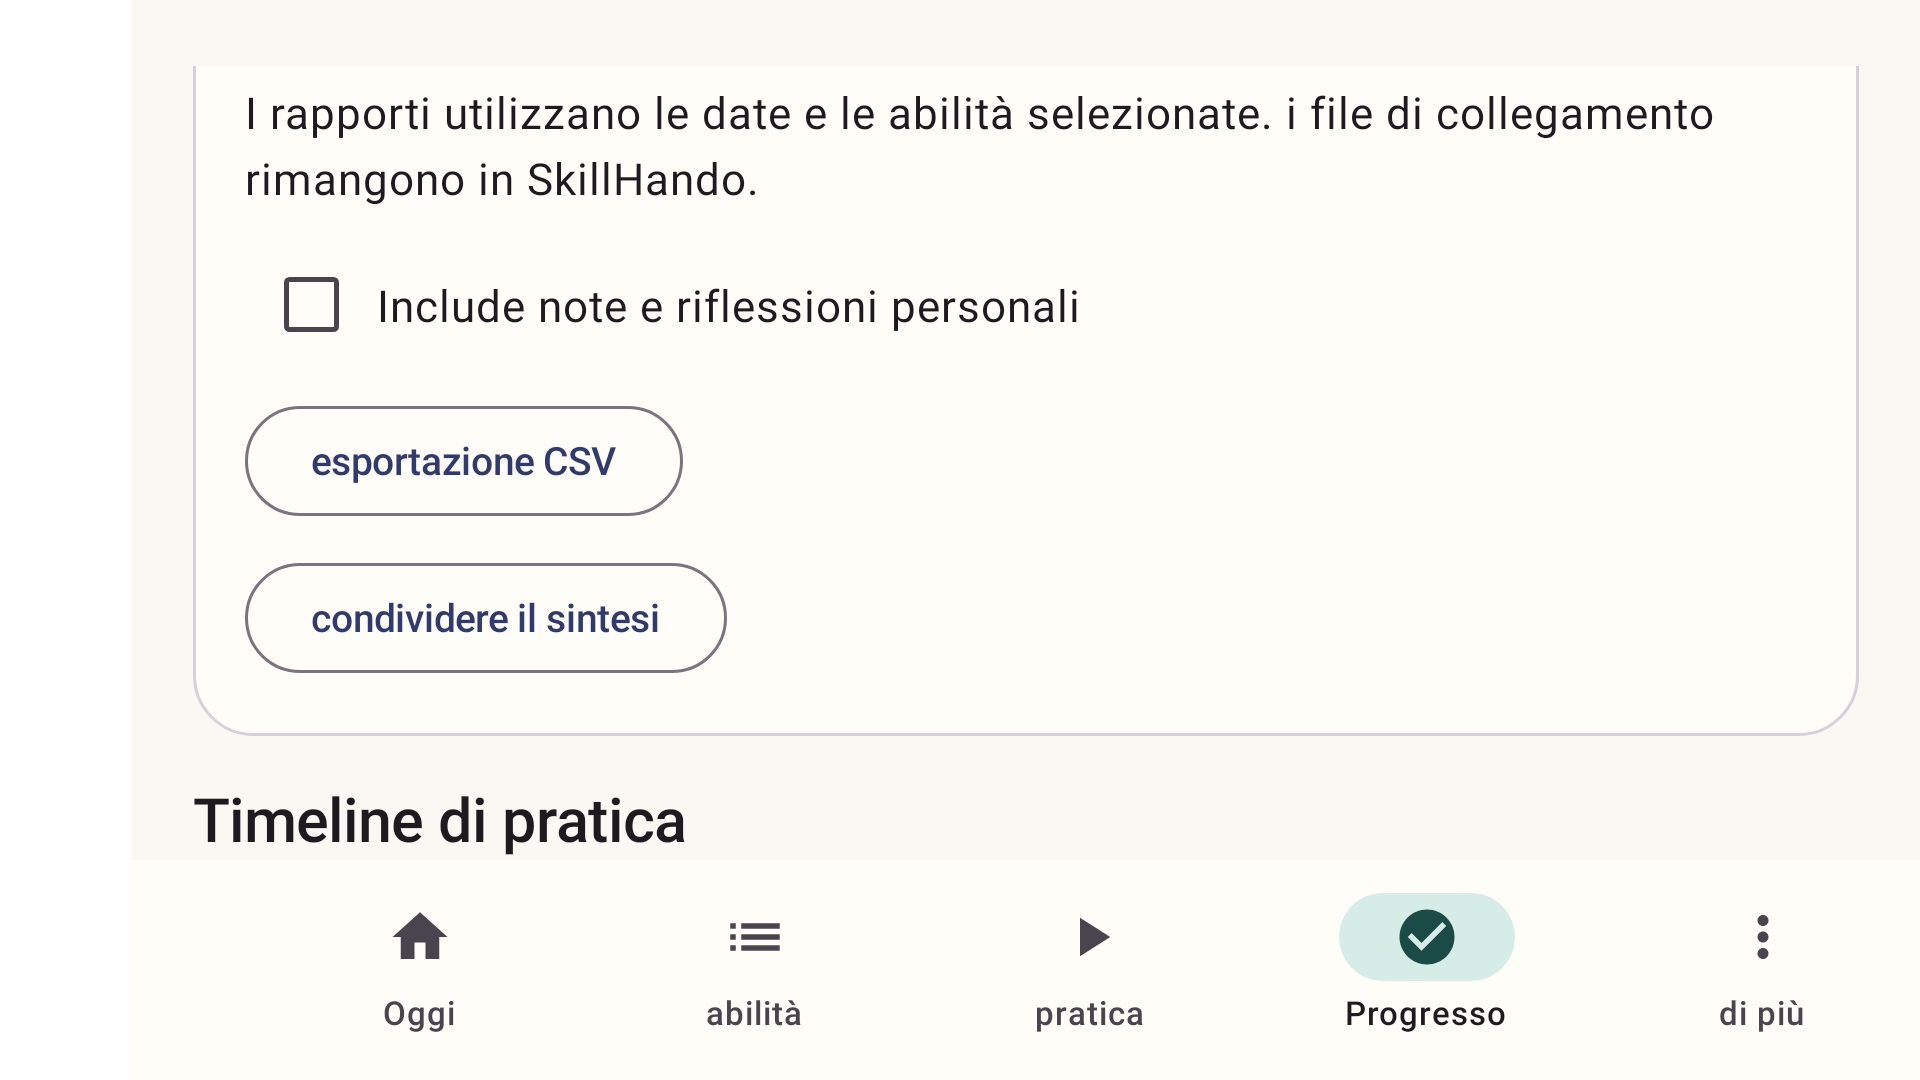 I rapporti utilizzano le date e le abilità selezionate. i file di collegamento
rimangono in SkillHando.
Include note e riflessioni personali
esportazione CSV
condividere il sintesi
Timeline di pratica
Oggi
abilità
pratica
Progresso
di più